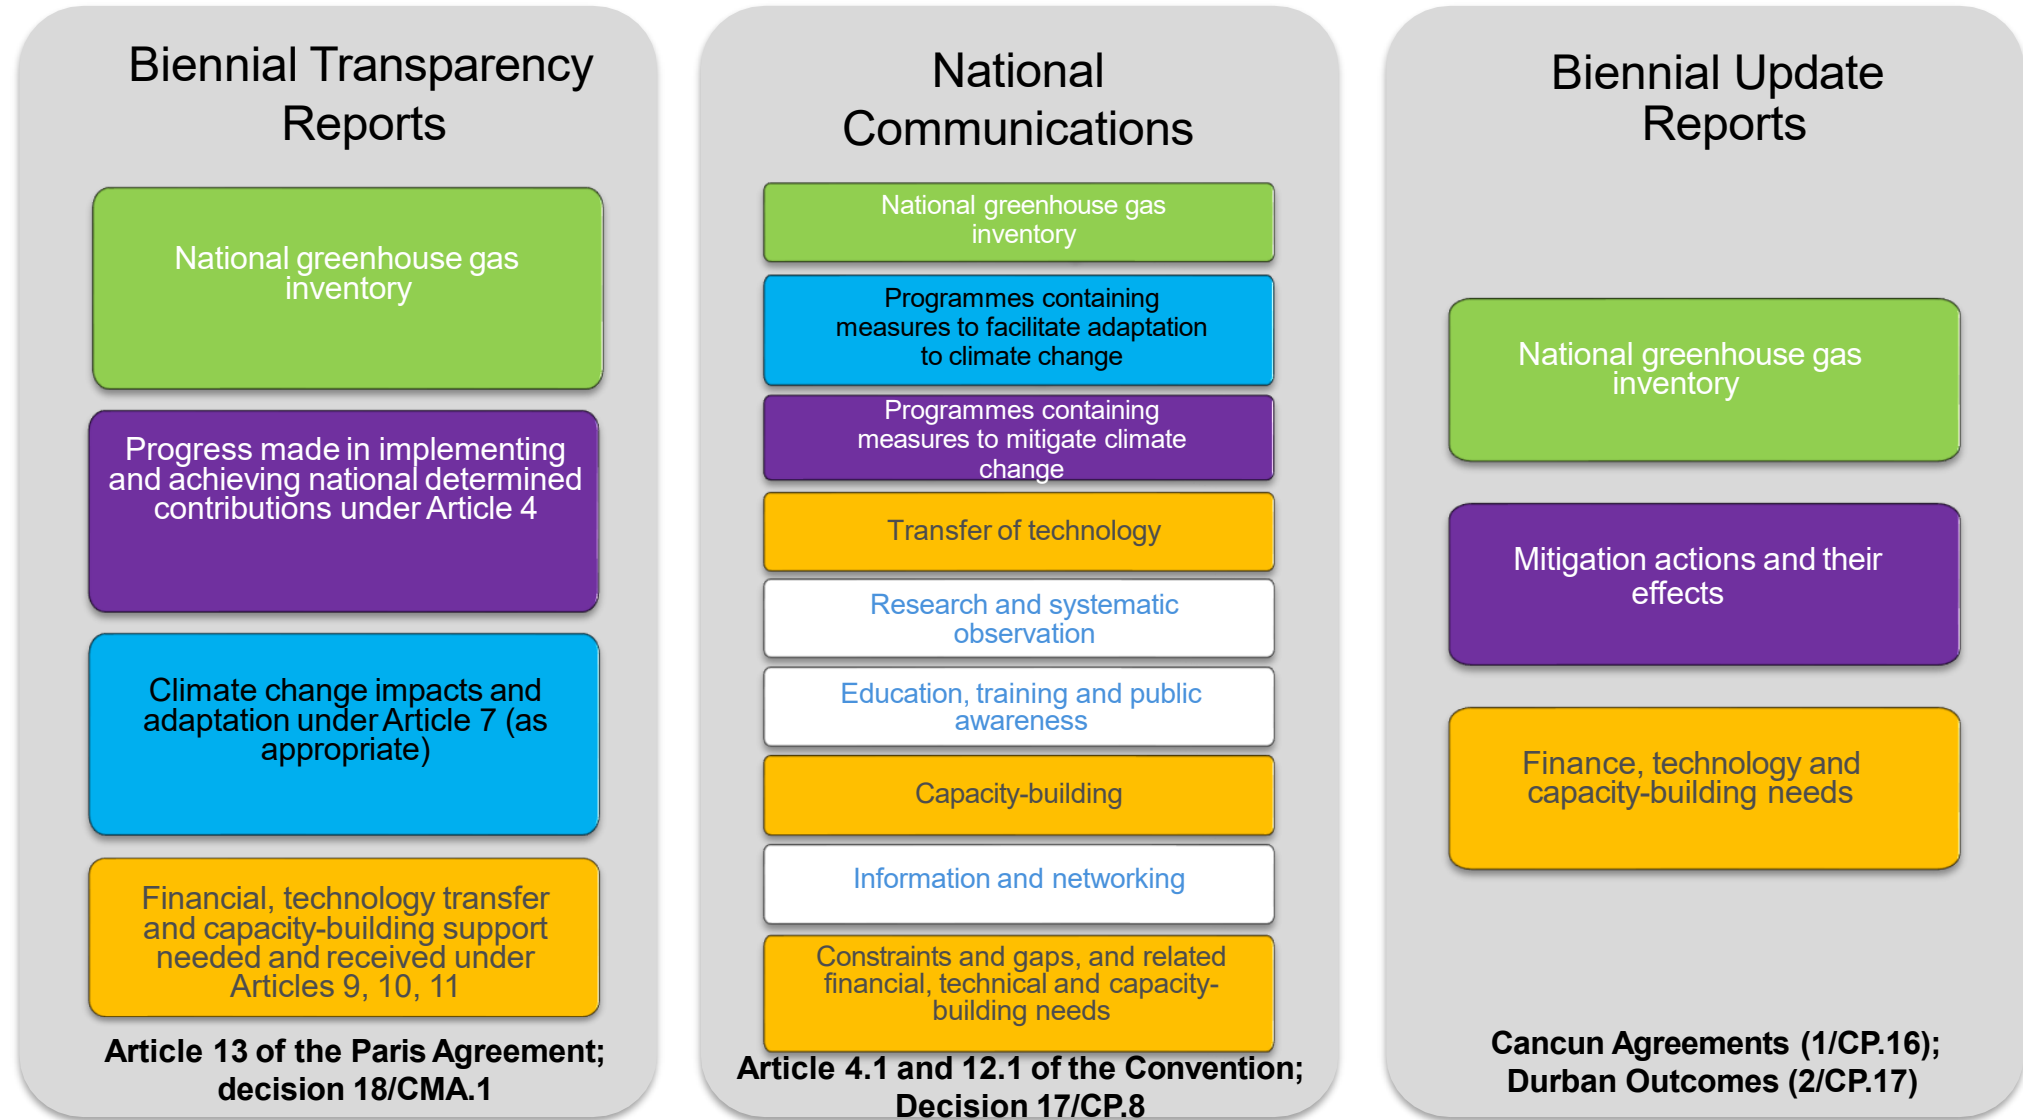 Biennial Transparency
Reports
National greenhouse gas
inventory
Progress made in implementing
and achieving national determined
contributions under Article 4
Climate change impacts and
adaptation under Article 7 (as
appropriate)
Financial, technology transfer
and capacity-building support
needed and received under
Articles 9, 10, 11
Article 13 of the Paris Agreement;
decision 18/CMA.1
National
Communications
National greenhouse gas
inventory
Programmes containing
measures to facilitate adaptation
to climate change
Programmes containing
measures to mitigate climate
change
Transfer of technology
Research and systematic
observation
Education, training and public
awareness
Capacity-building
Information and networking
Constraints and gaps, and related
financial, technical and capacity-
building needs
Article 4.1 and 12.1 of the Convention;
Decision 17/CP.8
Biennial Update
Reports
National greenhouse gas
inventory
Mitigation actions and their
effects
Finance, technology and
capacity-building needs
Cancun Agreements (1/CP.16);
Durban Outcomes (2/CP.17)